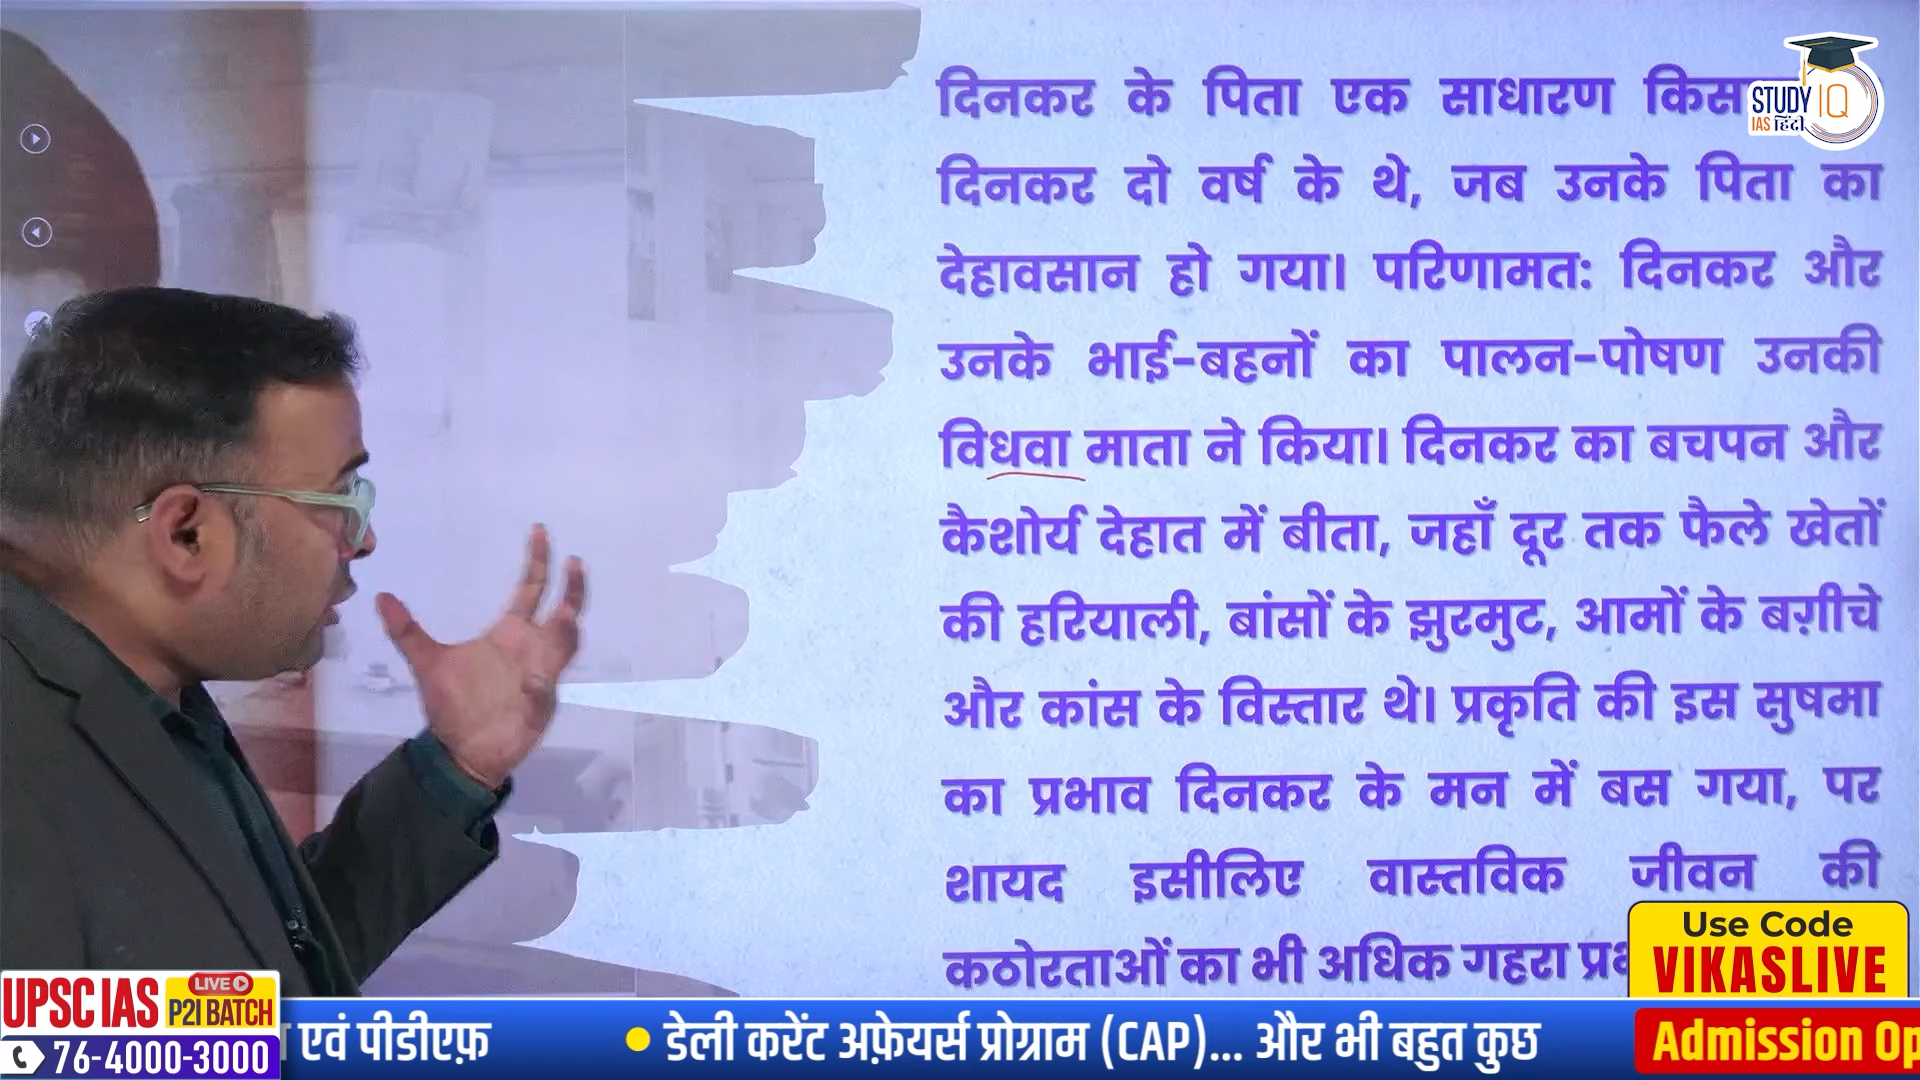 दिनकर के पिता एक साधारण
दिनकर दो वर्ष के थे, जब उनके पिता का
देहावसान हो गया। परिणामत: दिनकर और
उनके भाई-बहनों का पालन-पोषण उनकी
विधवा माता ने किया। दिनकर का बचपन और
कैशोर्य देहात में बीता, जहाँ दूर तक फैले खेतों
की हरियाली, बांसों के झुरमुट, आमों के बग़ीचे
और कांस के विस्तार थे। प्रकृति की इस सुषमा
का प्रभाव दिनकर के मन में बस गया, पर
शायद इसीलिए वास्तविक जीवन की
कठोरताओं का भी अधिक गहरा
STUDY IQ
IAS हिंदी
Use Code
VIKASLIVE
UPSC IAS LIVE P2I BATCH
76-4000-3000
एवं पीडीएफ़ • डेली करेंट अफ़ेयर्स प्रोग्राम (CAP)... और भी बहुत कुछ
Admission Op